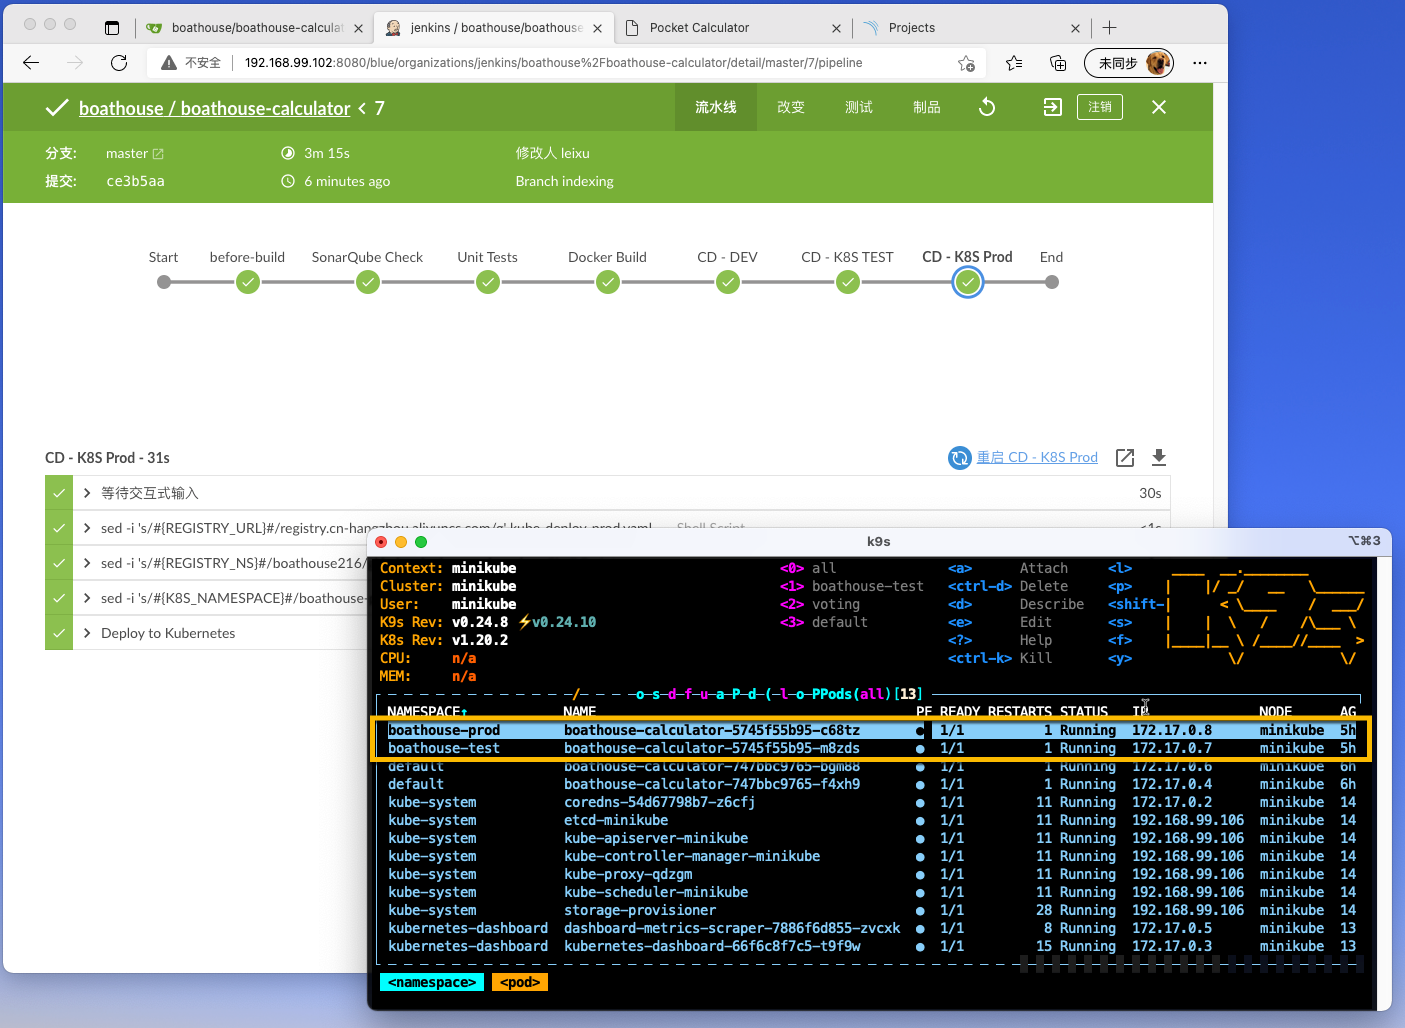 boathouse/boathouse-calculat
jenkins / boathouse/boathouse
Pocket Calculator
Projects
不安全
192.168.99.102:8080/blue/organizations/jenkins/boathouse%2Fboathouse-calculator/detail/master/7/pipeline
未同步
boathouse / boathouse-calculator < 7
流水线 改变 测试 制品 注销
分支: master 3m 15s 修改人 leixu
提交: ce3b5aa 6 minutes ago Branch indexing
Start before-build SonarQube Check Unit Tests Docker Build CD - DEV CD - K8S TEST CD - K8S Prod End
CD - K8S Prod - 31s
重启 CD - K8S Prod
等待交互式输入 30s
sed -i 's/#{REGISTRY_URL}#/registry.cn-hangzhou.aliyuncs.com/g' kube-deploy-prod.yaml — Shell Script <1s
sed -i 's/#{REGISTRY_NS}#/boathouse216/
sed -i 's/#{K8S_NAMESPACE}#/boathouse-
Deploy to Kubernetes
k9s
⌥⌘3
Context: minikube <0> all <a> Attach <l>
Cluster: minikube <1> boathouse-test <ctrl-d> Delete <p>
User: minikube <2> voting <d> Describe <shift-
K9s Rev: v0.24.8 ⚡v0.24.10 <3> default <e> Edit <s>
K8s Rev: v1.20.2 <?> Help <f>
CPU: n/a <ctrl-k> Kill <y>
MEM: n/a
/ o s d f u a P d ( l o PPods(all)[13]
NAMESPACE↑ NAME PF READY RESTARTS STATUS IP NODE AG
boathouse-prod boathouse-calculator-5745f55b95-c68tz ● 1/1 1 Running 172.17.0.8 minikube 5h
boathouse-test boathouse-calculator-5745f55b95-m8zds ● 1/1 1 Running 172.17.0.7 minikube 5h
default boathouse-calculator-747bbc9765-bgm88 ● 1/1 1 Running 172.17.0.6 minikube 6h
default boathouse-calculator-747bbc9765-f4xh9 ● 1/1 1 Running 172.17.0.4 minikube 6h
kube-system coredns-54d67798b7-z6cfj ● 1/1 11 Running 172.17.0.2 minikube 14
kube-system etcd-minikube ● 1/1 11 Running 192.168.99.106 minikube 14
kube-system kube-apiserver-minikube ● 1/1 11 Running 192.168.99.106 minikube 14
kube-system kube-controller-manager-minikube ● 1/1 11 Running 192.168.99.106 minikube 14
kube-system kube-proxy-qdzgm ● 1/1 11 Running 192.168.99.106 minikube 14
kube-system kube-scheduler-minikube ● 1/1 11 Running 192.168.99.106 minikube 14
kube-system storage-provisioner ● 1/1 28 Running 192.168.99.106 minikube 14
kubernetes-dashboard dashboard-metrics-scraper-7886f6d855-zvcxk ● 1/1 8 Running 172.17.0.5 minikube 13
kubernetes-dashboard kubernetes-dashboard-66f6c8f7c5-t9f9w ● 1/1 15 Running 172.17.0.3 minikube 13
<namespace> <pod>